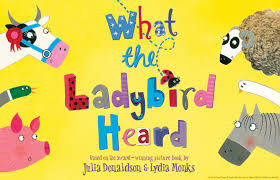 What
the
Ladybird
Heard
Based on the award-winning picture book by
Julia Donaldson & Lydia Monks